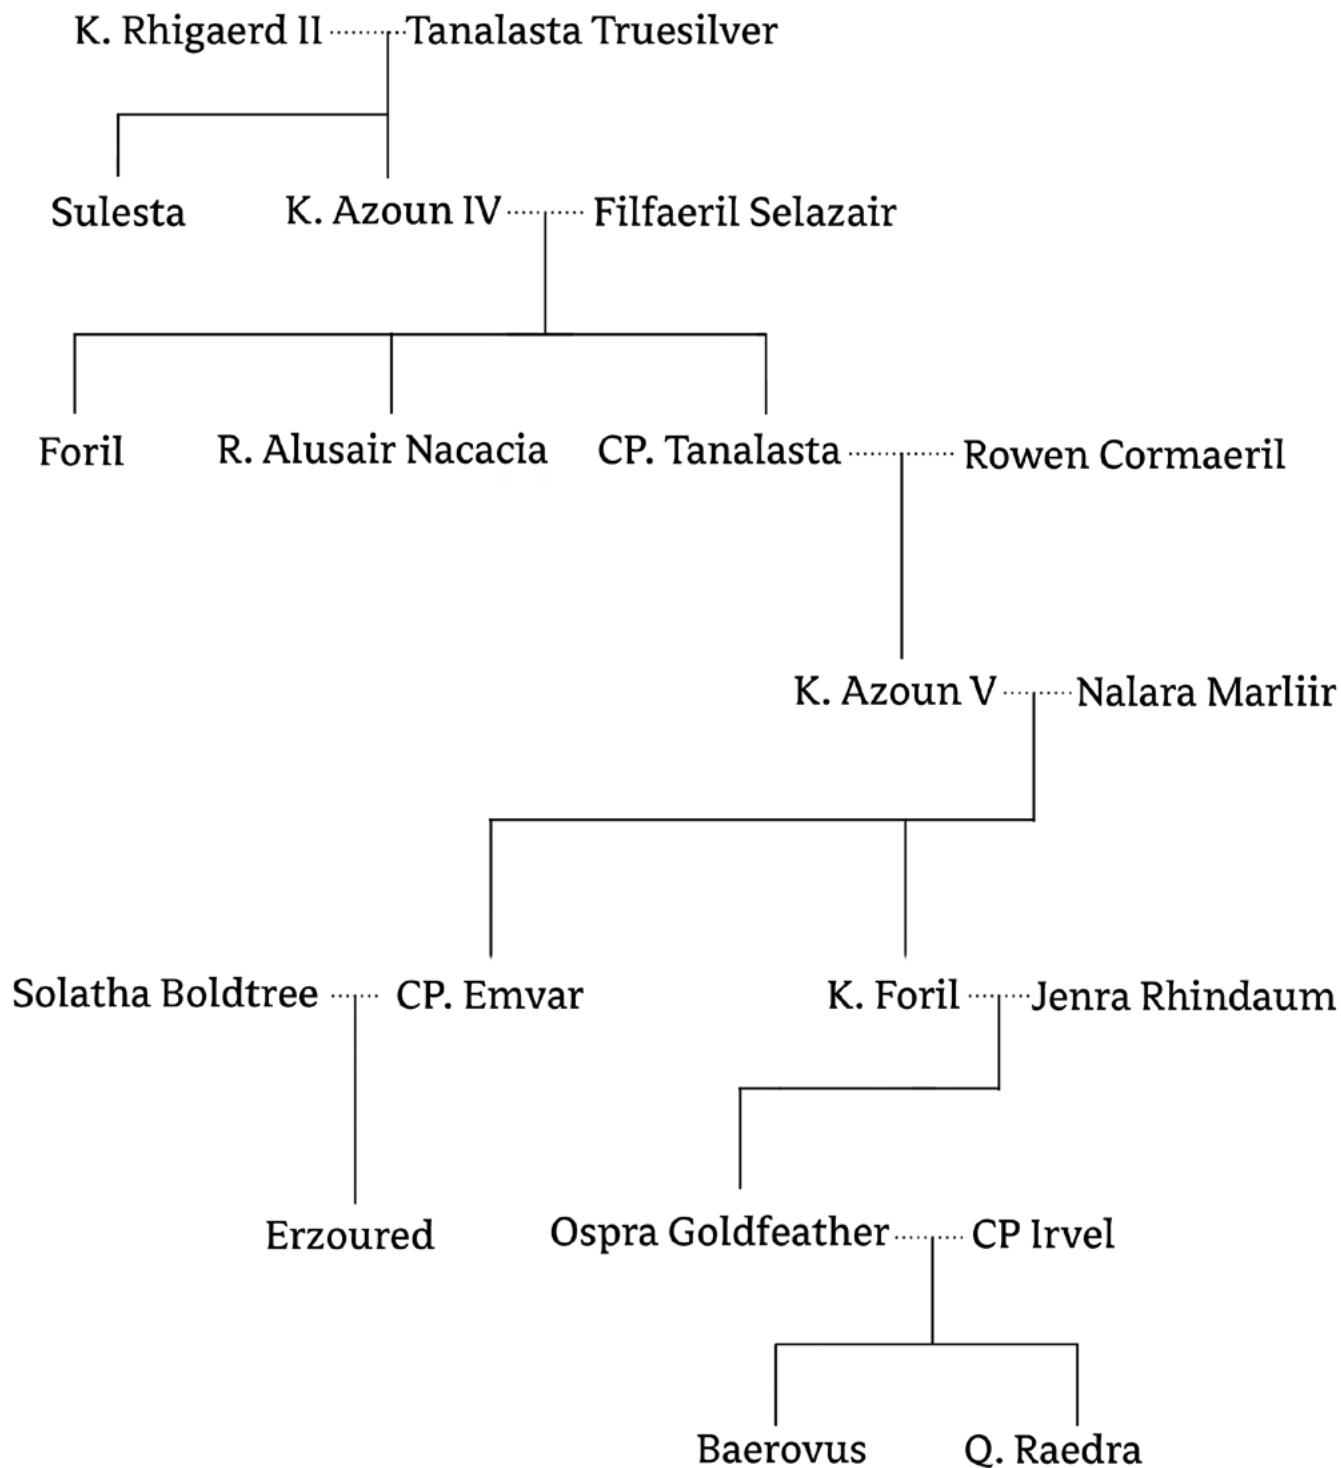 K. Rhigaerd II Tanalasta Truesilver
Sulesta K. Azoun IV Filfaeril Selazair
Foril R. Alusair Nacacia CP. Tanalasta Rowen Cormaeril
K. Azoun V Nalara Marliir
Solatha Boldtree CP. Emvar K. Foril Jenra Rhindaum
Erzoured Ospra Goldfeather CP Irvel
Baerovus Q. Raedra